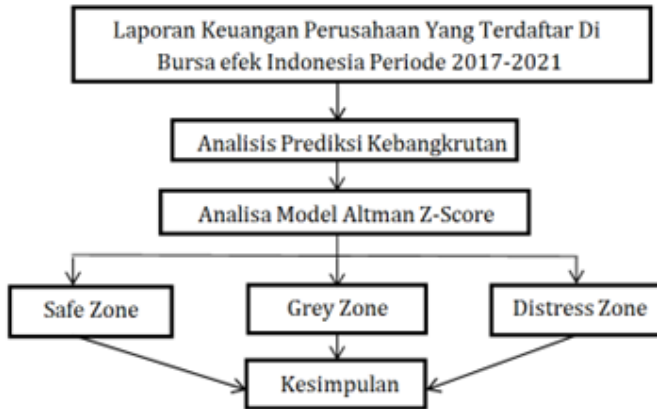 Laporan Keuangan Perusahaan Yang Terdaftar Di
Bursa efek Indonesia Periode 2017-2021
Analisis Prediksi Kebangkrutan
Analisa Model Altman Z-Score
Safe Zone
Grey Zone
Distress Zone
Kesimpulan